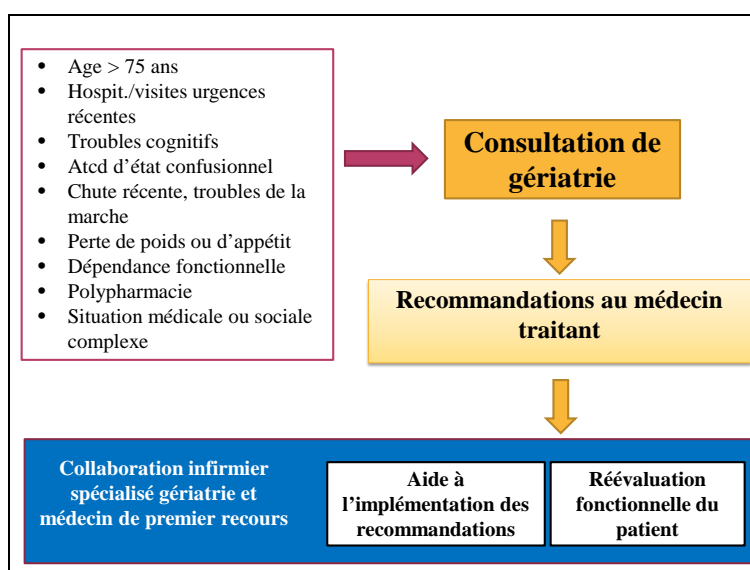 • Age > 75 ans
• Hospit./visites urgences
récentes
• Troubles cognitifs
• Atcd d’état confusionnel
• Chute récente, troubles de la
marche
• Perte de poids ou d’appétit
• Dépendance fonctionnelle
• Polypharmacie
• Situation médicale ou sociale
complexe
Consultation de
gériatrie
Recommandations au médecin
traitant
Collaboration infirmier
spécialisé gériatrie et
médecin de premier recours
Aide à
l’implémentation des
recommandations
Réévaluation
fonctionnelle du
patient